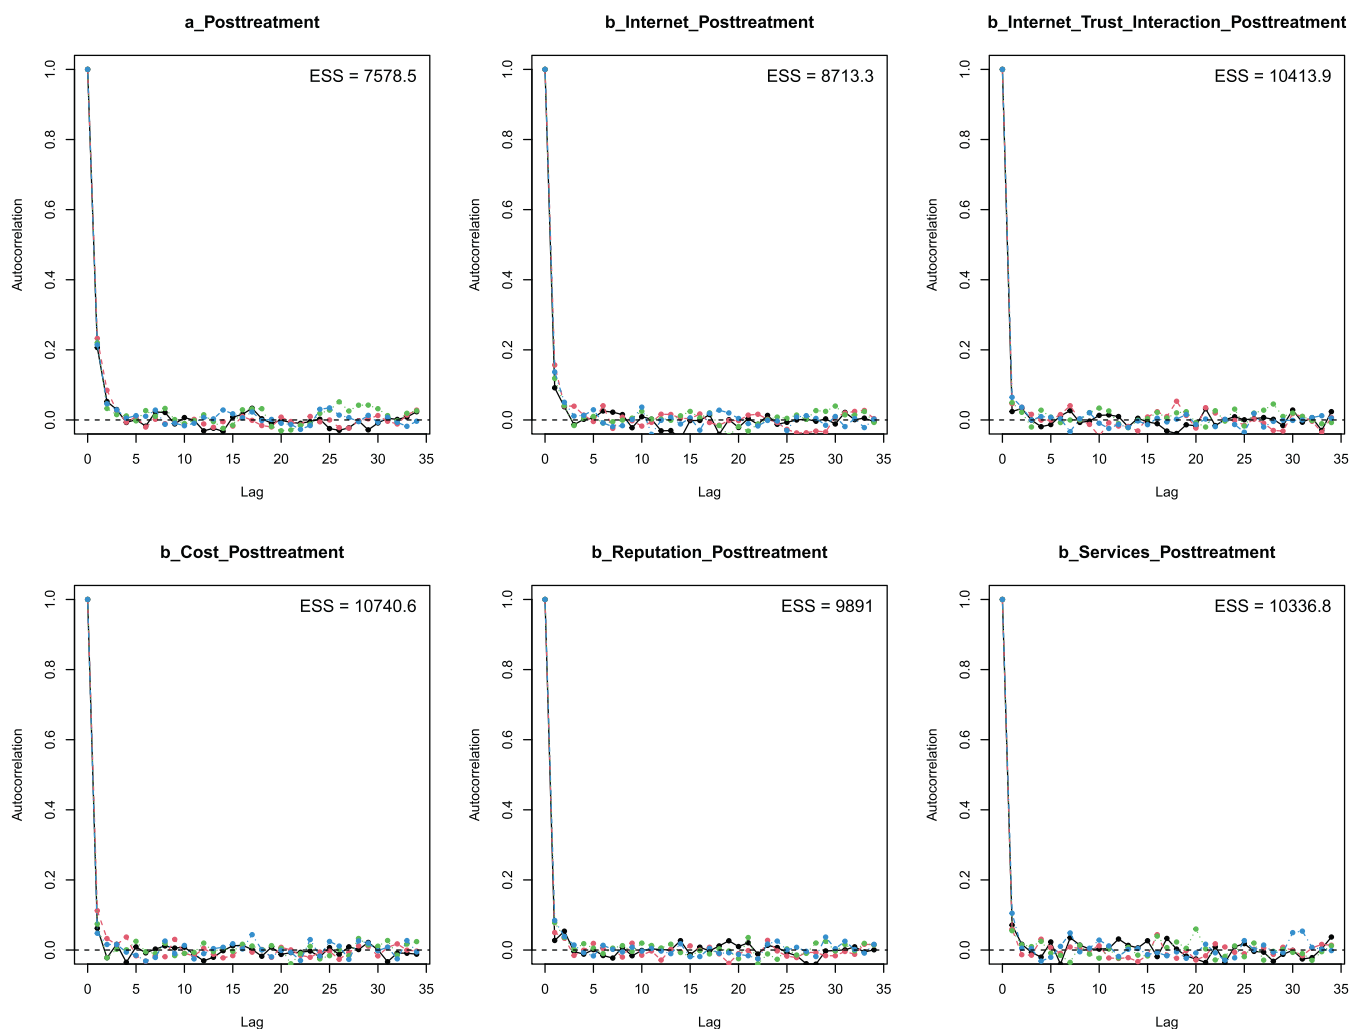 a_Posttreatment
ESS = 7578.5
Autocorrelation
0.0 0.2 0.4 0.6 0.8 1.0
0 5 10 15 20 25 30 35
Lag
b_Internet_Posttreatment
ESS = 8713.3
Autocorrelation
0.0 0.2 0.4 0.6 0.8 1.0
0 5 10 15 20 25 30 35
Lag
b_Internet_Trust_Interaction_Posttreatment
ESS = 10413.9
Autocorrelation
0.0 0.2 0.4 0.6 0.8 1.0
0 5 10 15 20 25 30 35
Lag
b_Cost_Posttreatment
ESS = 10740.6
Autocorrelation
0.0 0.2 0.4 0.6 0.8 1.0
0 5 10 15 20 25 30 35
Lag
b_Reputation_Posttreatment
ESS = 9891
Autocorrelation
0.0 0.2 0.4 0.6 0.8 1.0
0 5 10 15 20 25 30 35
Lag
b_Services_Posttreatment
ESS = 10336.8
Autocorrelation
0.0 0.2 0.4 0.6 0.8 1.0
0 5 10 15 20 25 30 35
Lag